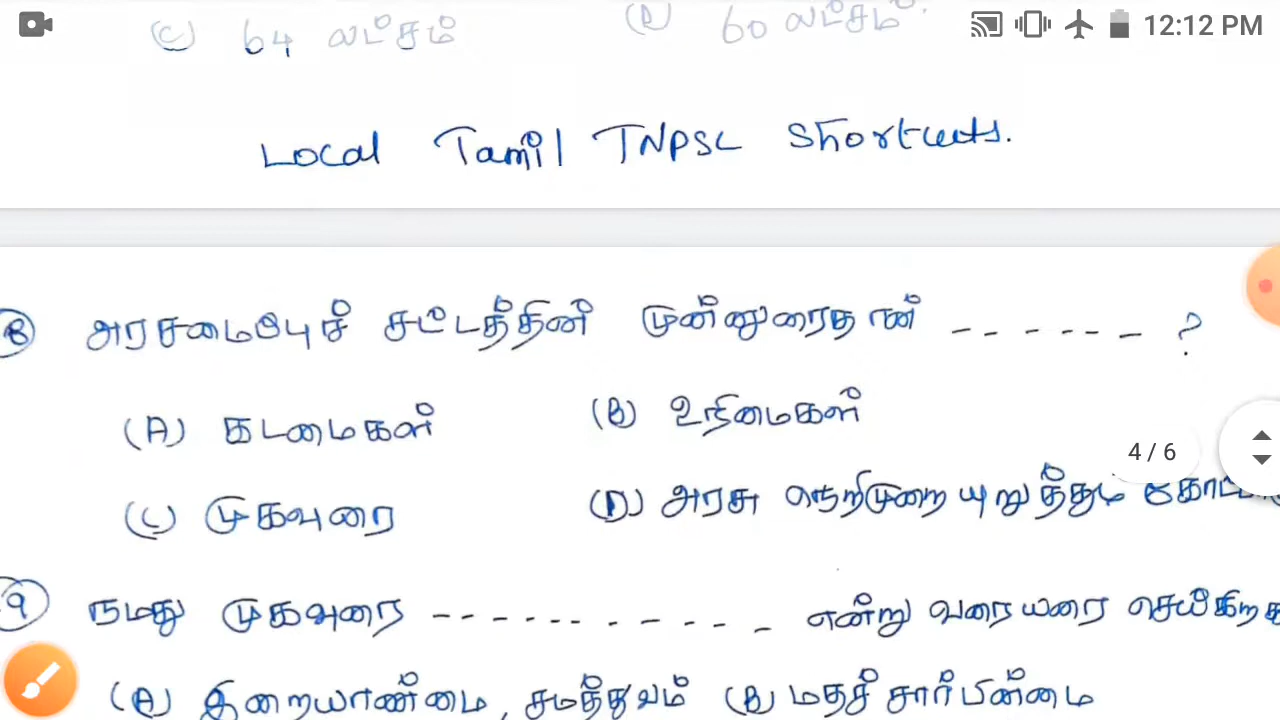 (C) 64 லட்சம் (D) 60 லட்சம்.
12:12 PM
Local Tamil TNPSC Shortcuts.
8 அரசமைப்புச் சட்டத்தின் முன்னுரைதான் ------ ?
(A) கடமைகள் (B) உரிமைகள்
4 / 6
(C) முகவுரை (D) அரசு நெறிமுறையுறுத்தும்
9 நமது முகவுரை ------------ என்று வரையறை
(A) இறையாண்மை, சமத்துவம் (B) மதச் சார்பின்மை